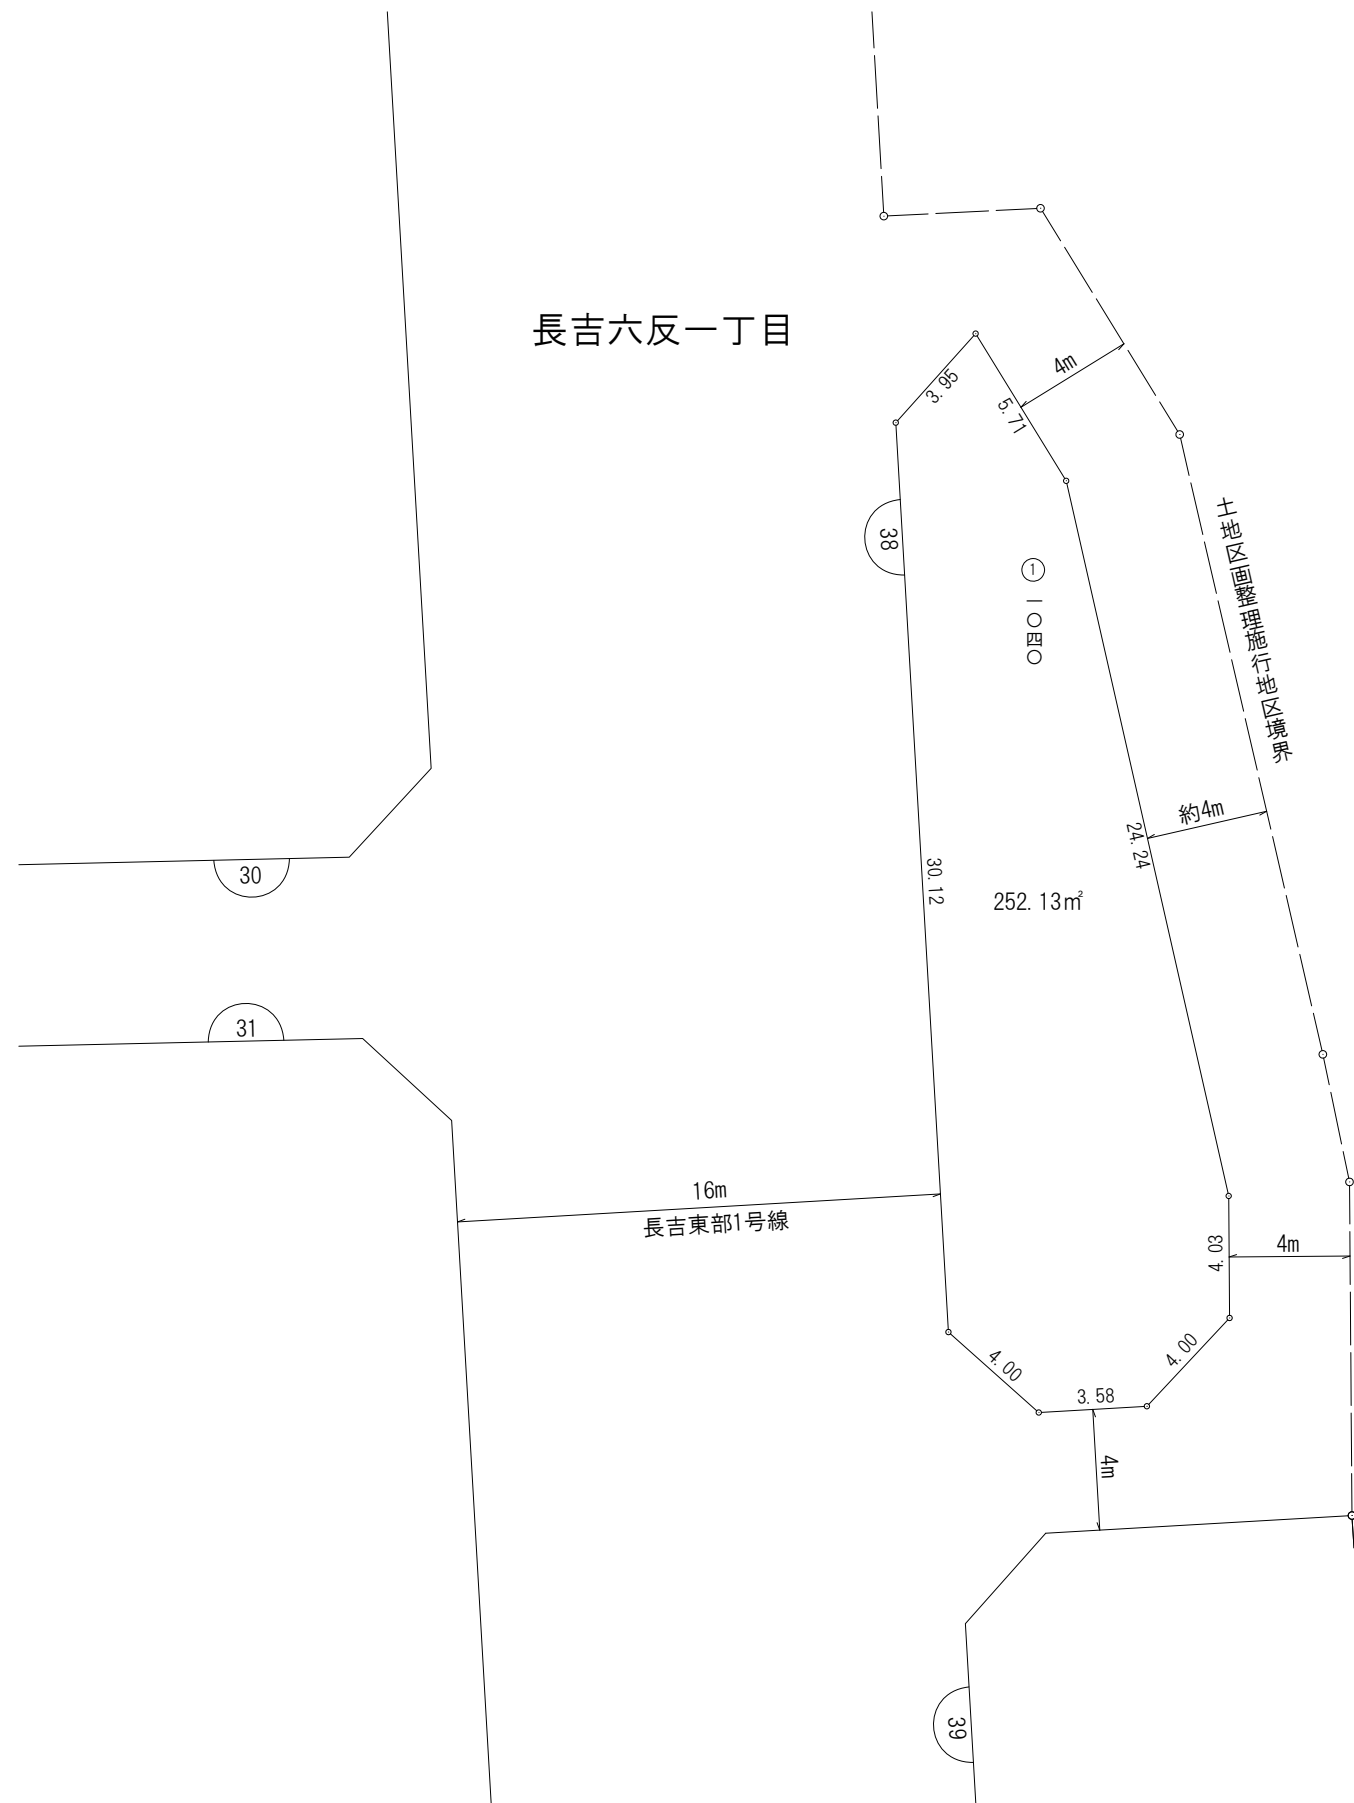 長吉六反一丁目
3.95
4m
5.71
38
① 一〇四〇
土地区画整理施行地区境界
約4m
24.24
30.12
252.13㎡
30
31
16m
長吉東部1号線
4.03
4m
4.00
4.00
3.58
4m
39